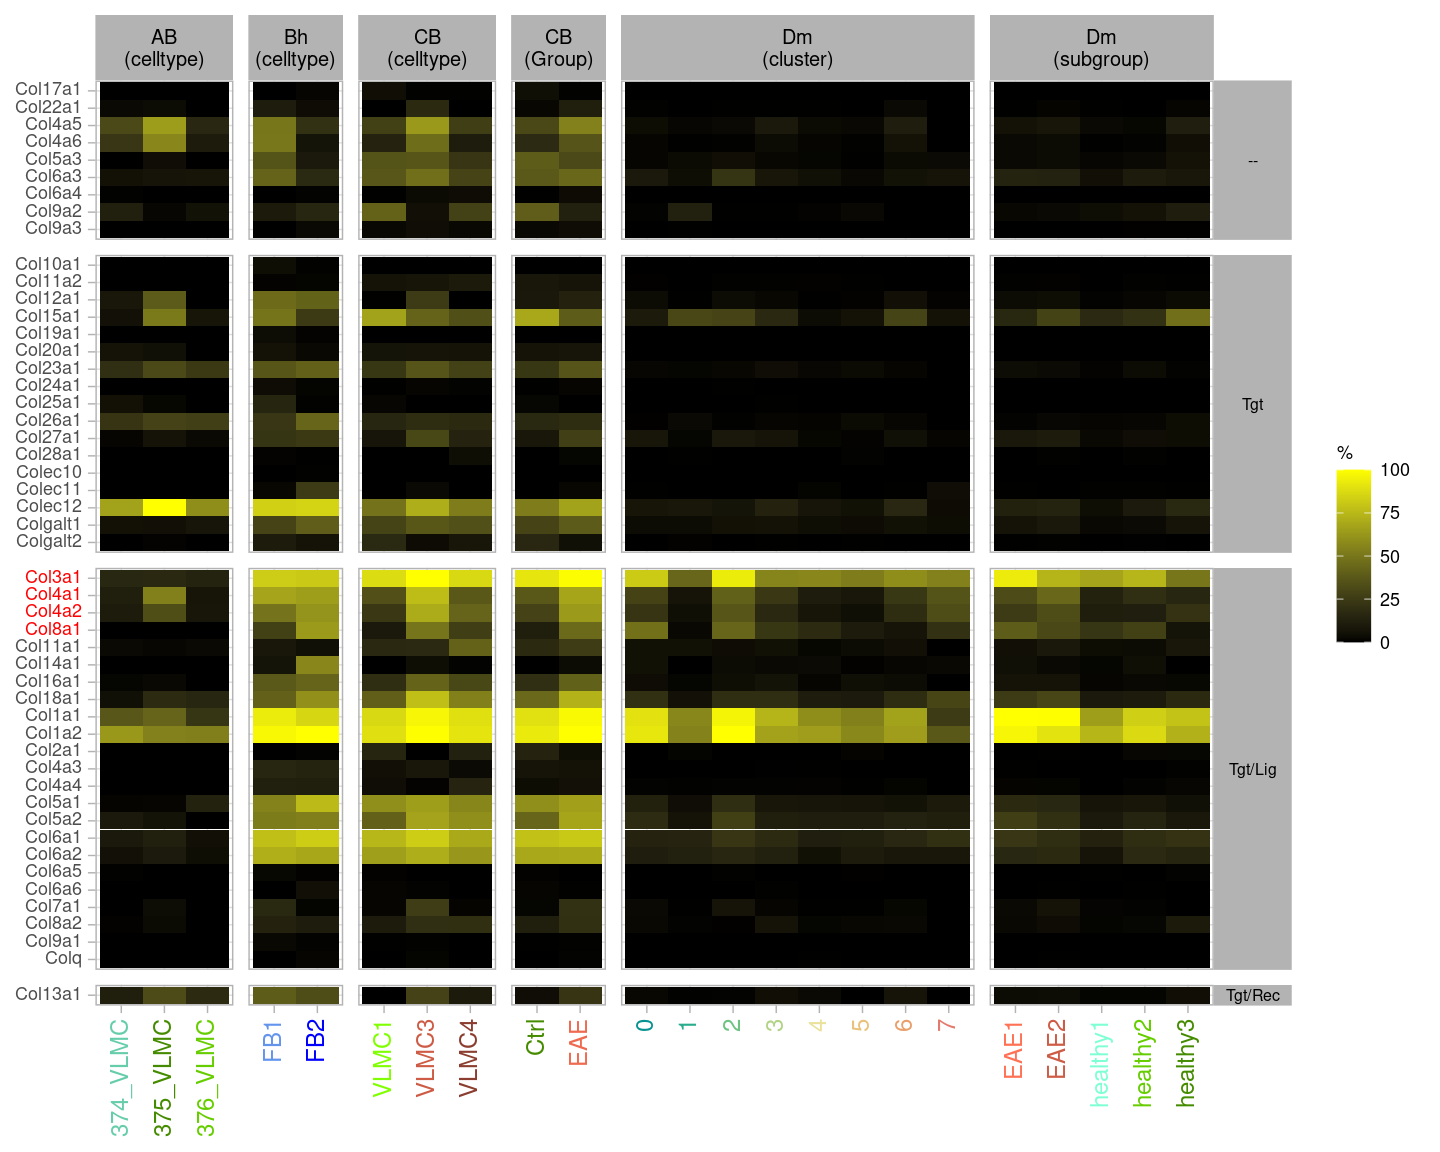 AB
(celltype)
Bh
(celltype)
CB
(celltype)
CB
(Group)
Dm
(cluster)
Dm
(subgroup)
Col17a1
Col22a1
Col4a5
Col4a6
Col5a3
Col6a3
Col6a4
Col9a2
Col9a3
--
Col10a1
Col11a2
Col12a1
Col15a1
Col19a1
Col20a1
Col23a1
Col24a1
Col25a1
Col26a1
Col27a1
Col28a1
Colec10
Colec11
Colec12
Colgalt1
Colgalt2
Tgt
Col3a1
Col4a1
Col4a2
Col8a1
Col11a1
Col14a1
Col16a1
Col18a1
Col1a1
Col1a2
Col2a1
Col4a3
Col4a4
Col5a1
Col5a2
Col6a1
Col6a2
Col6a5
Col6a6
Col7a1
Col8a2
Col9a1
Colq
Tgt/Lig
Col13a1
Tgt/Rec
374_VLMC
375_VLMC
376_VLMC
FB1
FB2
VLMC1
VLMC3
VLMC4
Ctrl
EAE
0
1
2
3
4
5
6
7
EAE1
EAE2
healthy1
healthy2
healthy3
%
100
75
50
25
0